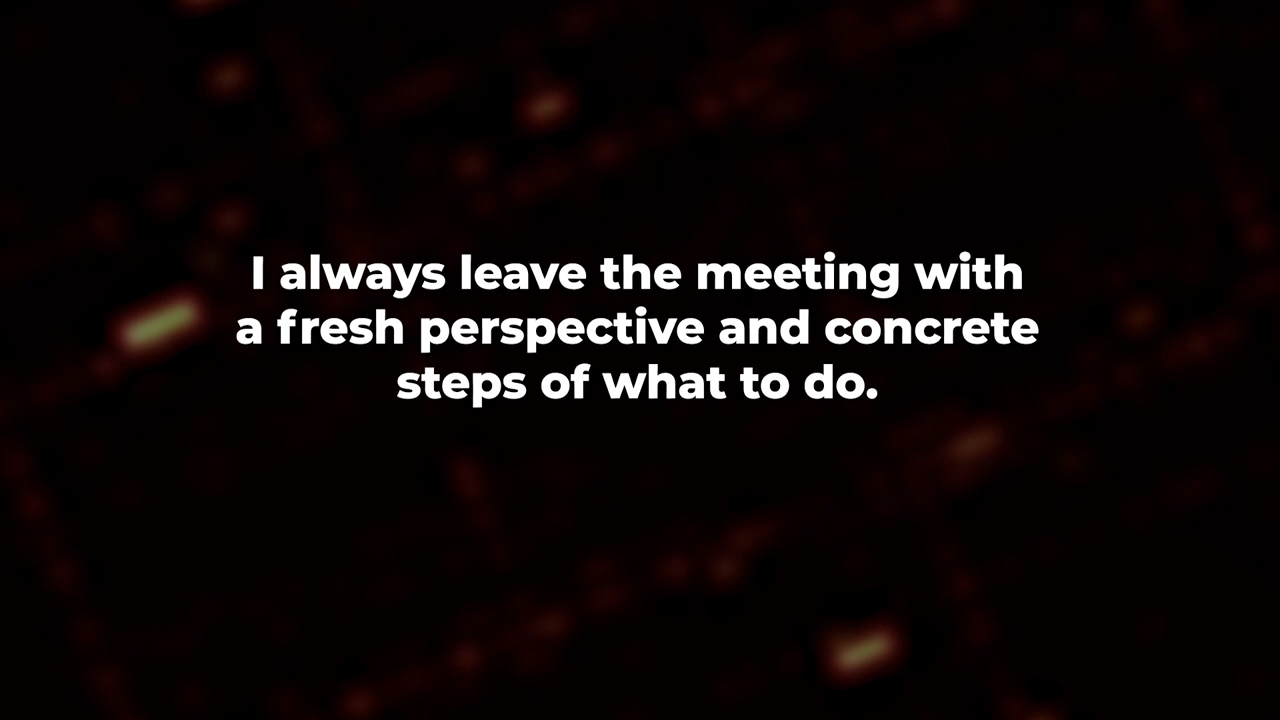 I always leave the meeting with
a fresh perspective and concrete
steps of what to do.